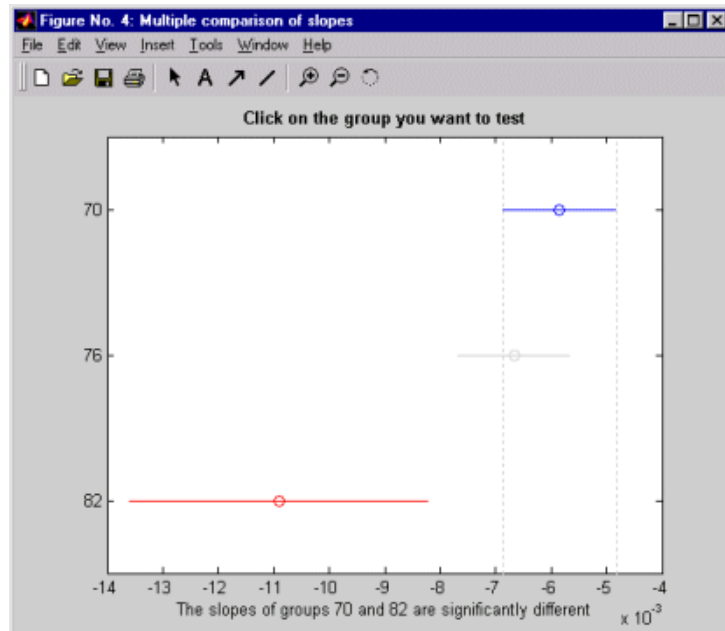 Figure No. 4: Multiple comparison of slopes
File Edit View Insert Tools Window Help
A
Click on the group you want to test
70
76
82
-14 -13 -12 -11 -10 -9 -8 -7 -6 -5 -4
The slopes of groups 70 and 82 are significantly different
x 10^-3